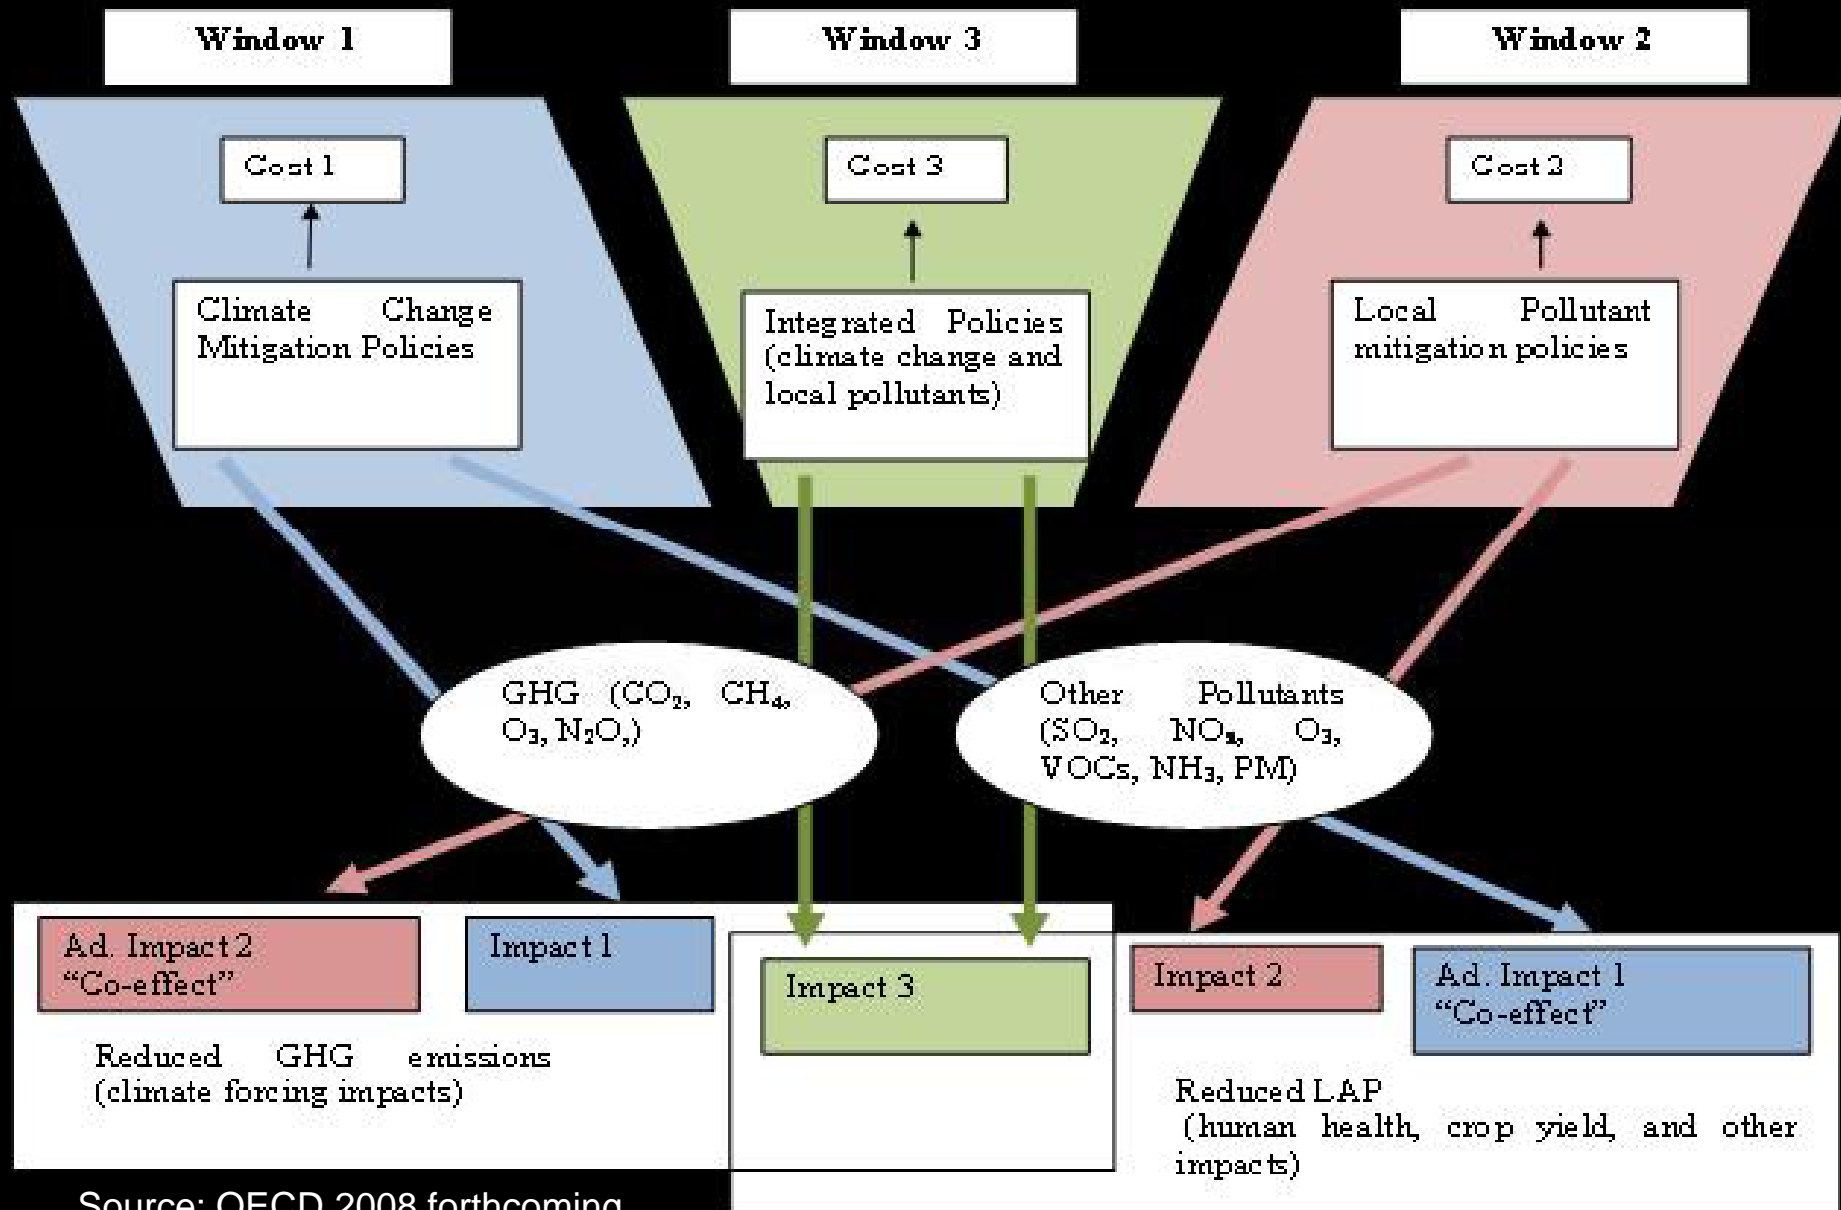 Window 1
Window 3
Window 2
Cost 1
Cost 3
Cost 2
Climate Change
Mitigation Policies
Integrated Policies
(climate change and
local pollutants)
Local Pollutant
mitigation policies
GHG (CO₂, CH₄,
O₃, N₂O,)
Other Pollutants
(SO₂, NOₓ, O₃,
VOCs, NH₃, PM)
Ad. Impact 2
“Co-effect”
Impact 1
Impact 3
Impact 2
Ad. Impact 1
“Co-effect”
Reduced GHG emissions
(climate forcing impacts)
Reduced LAP
(human health, crop yield, and other
impacts)
Source: OECD 2008 forthcoming